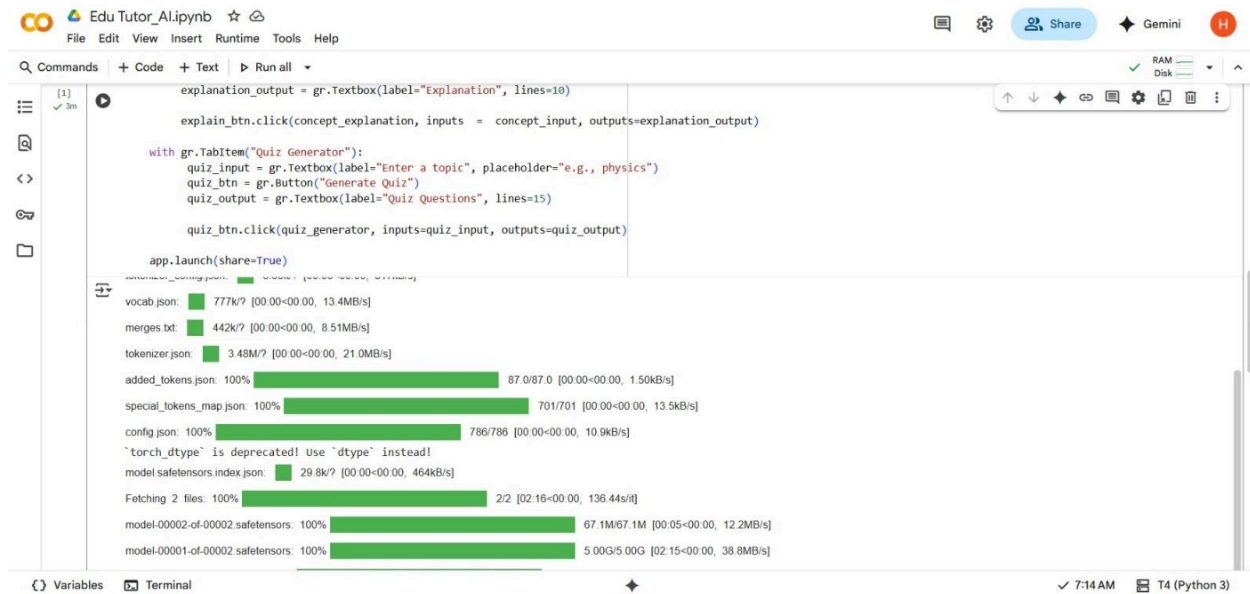 CO Edu Tutor_AI.ipynb
File Edit View Insert Runtime Tools Help
Share Gemini H
Commands + Code + Text Run all
RAM
Disk
[1]
3m
explanation_output = gr.Textbox(label="Explanation", lines=10)
explain_btn.click(concept_explanation, inputs = concept_input, outputs=explanation_output)
with gr.TabItem("Quiz Generator"):
quiz_input = gr.Textbox(label="Enter a topic", placeholder="e.g., physics")
quiz_btn = gr.Button("Generate Quiz")
quiz_output = gr.Textbox(label="Quiz Questions", lines=15)
quiz_btn.click(quiz_generator, inputs=quiz_input, outputs=quiz_output)
app.launch(share=True)
vocab.json: 777k/? [00:00<00:00, 13.4MB/s]
merges.txt: 442k/? [00:00<00:00, 8.51MB/s]
tokenizer.json: 3.48M/? [00:00<00:00, 21.0MB/s]
added_tokens.json: 100% 87.0/87.0 [00:00<00:00, 1.50kB/s]
special_tokens_map.json: 100% 701/701 [00:00<00:00, 13.5kB/s]
config.json: 100% 786/786 [00:00<00:00, 10.9kB/s]
`torch_dtype` is deprecated! Use `dtype` instead!
model.safetensors.index.json: 29.8k/? [00:00<00:00, 464kB/s]
Fetching 2 files: 100% 2/2 [02:16<00:00, 136.44s/it]
model-00002-of-00002.safetensors: 100% 67.1M/67.1M [00:05<00:00, 12.2MB/s]
model-00001-of-00002.safetensors: 100% 5.00G/5.00G [02:15<00:00, 38.8MB/s]
{} Variables Terminal 7:14 AM T4 (Python 3)